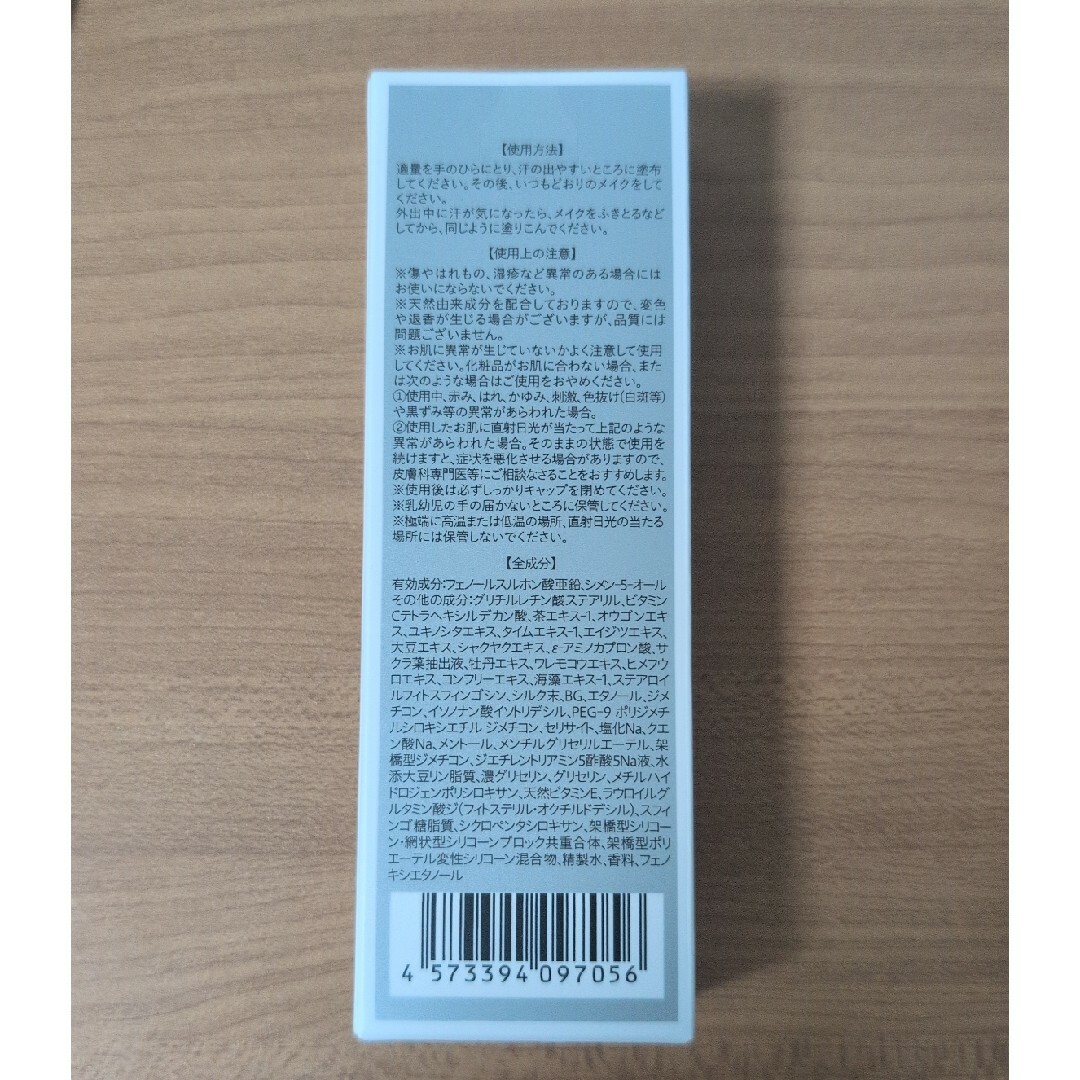 【使用方法】
適量を手のひらにとり、汗の出やすいところに塗布
してください。その後、いつもどおりのメイクをして
ください。
外出中に汗が気になったら、メイクをふきとるなど
してから、同じように塗りこんでください。
【使用上の注意】
※傷やはれもの、湿疹など異常のある場合には
お使いにならないでください。
※天然由来成分を配合しておりますので、変色
や退香が生じる場合がございますが、品質には
問題ございません。
※お肌に異常が生じていないかよく注意して使用
してください。化粧品がお肌に合わない場合、また
は次のような場合はご使用をおやめください。
①使用中、赤み、はれ、かゆみ、刺激、色抜け(白斑等)
や黒ずみ等の異常があらわれた場合。
②使用したお肌に直射日光が当たって上記のような
異常があらわれた場合。そのままの状態で使用を
続けますと、症状を悪化させる場合がありますので、
皮膚科専門医等にご相談なさることをおすすめします。
※使用後は必ずしっかりキャップを閉めてください。
※乳幼児の手の届かないところに保管してください。
※極端に高温または低温の場所、直射日光の当たる
場所には保管しないでください。
【全成分】
有効成分:フェノールスルホン酸亜鉛、シメン-5-オール
その他の成分:グリチルレチン酸ステアリル、ビタミン
Cテトラヘキシルデカン酸、茶エキス-1、オウゴンエキ
ス、ユキノシタエキス、タイムエキス-1、エイジツエキス、
大豆エキス、シャクヤクエキス、ε-アミノカプロン酸、サ
クラ葉抽出液、牡丹エキス、ワレモコウエキス、ヒメフウ
ロエキス、コンフリーエキス、海藻エキス-1、ステアロイ
ルフィトスフィンゴシン、シルク末、BG、エタノール、ジメ
チコン、イソノナン酸イソトリデシル、PEG-9 ポリジメチ
ルシロキシエチル ジメチコン、セリサイト、塩化Na、クエ
ン酸Na、メントール、メンチルグリセリルエーテル、架
橋型ジメチコン、ジエチレントリアミン5酢酸5Na液、水
添大豆リン脂質、濃グリセリン、グリセリン、メチルハイ
ドロジェンポリシロキサン、天然ビタミンE、ラウロイルグ
ルタミン酸ジ(フィトステリル・オクチルドデシル)、スフィ
ンゴ糖脂質、シクロペンタシロキサン、架橋型シリコー
ン・網状型シリコーンブロック共重合体、架橋型ポリ
エーテル変性シリコーン混合物、精製水、香料、フェノ
キシエタノール
4 573394 097056